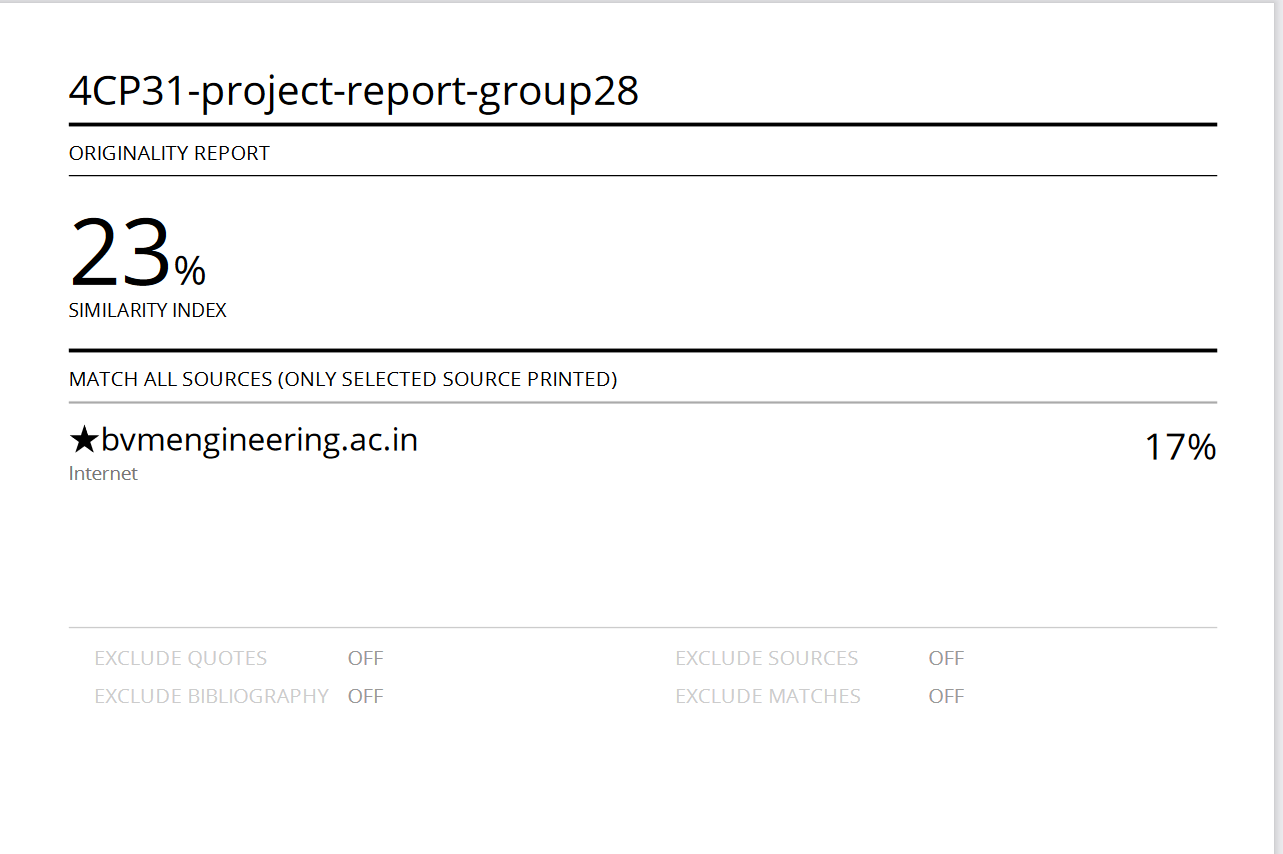 4CP31-project-report-group28
ORIGINALITY REPORT
23%
SIMILARITY INDEX
MATCH ALL SOURCES (ONLY SELECTED SOURCE PRINTED)
★bvmengineering.ac.in 17%
Internet
EXCLUDE QUOTES OFF EXCLUDE SOURCES OFF
EXCLUDE BIBLIOGRAPHY OFF EXCLUDE MATCHES OFF